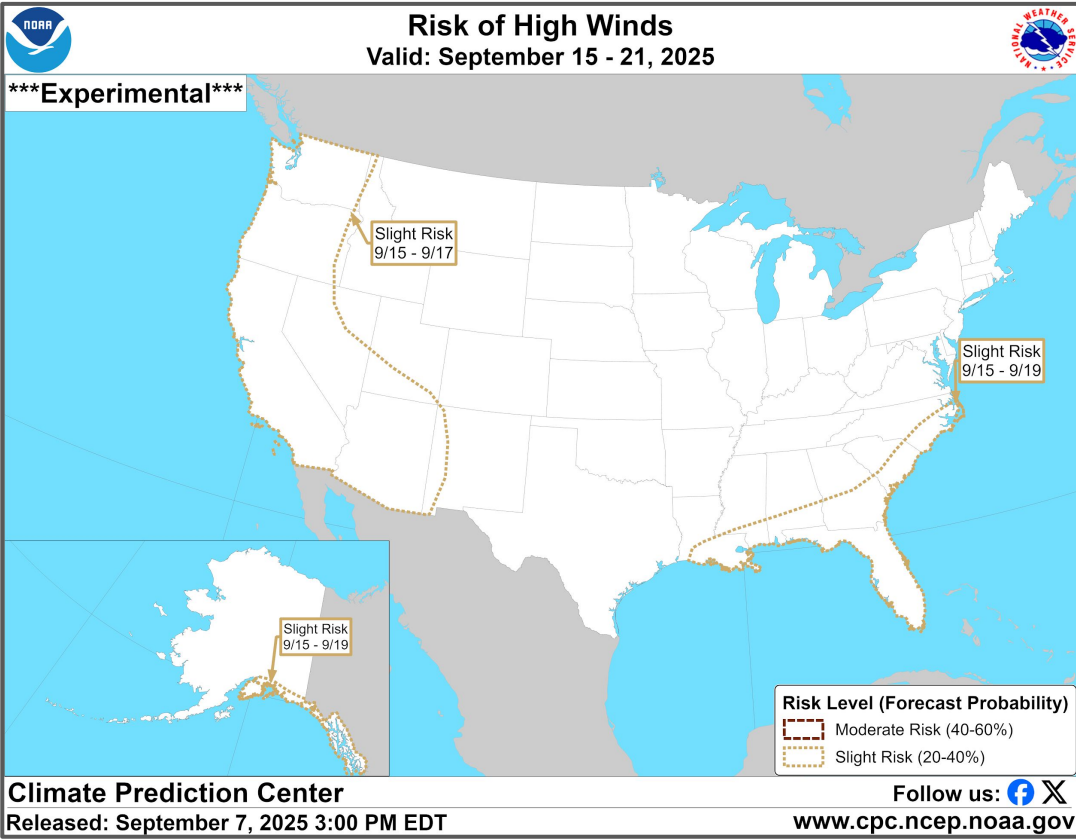 NOAA
Risk of High Winds
Valid: September 15 - 21, 2025
NATIONAL WEATHER SERVICE
***Experimental***
Slight Risk
9/15 - 9/17
Slight Risk
9/15 - 9/19
Slight Risk
9/15 - 9/19
Risk Level (Forecast Probability)
Moderate Risk (40-60%)
Slight Risk (20-40%)
Climate Prediction Center
Follow us:
Released: September 7, 2025 3:00 PM EDT
www.cpc.ncep.noaa.gov